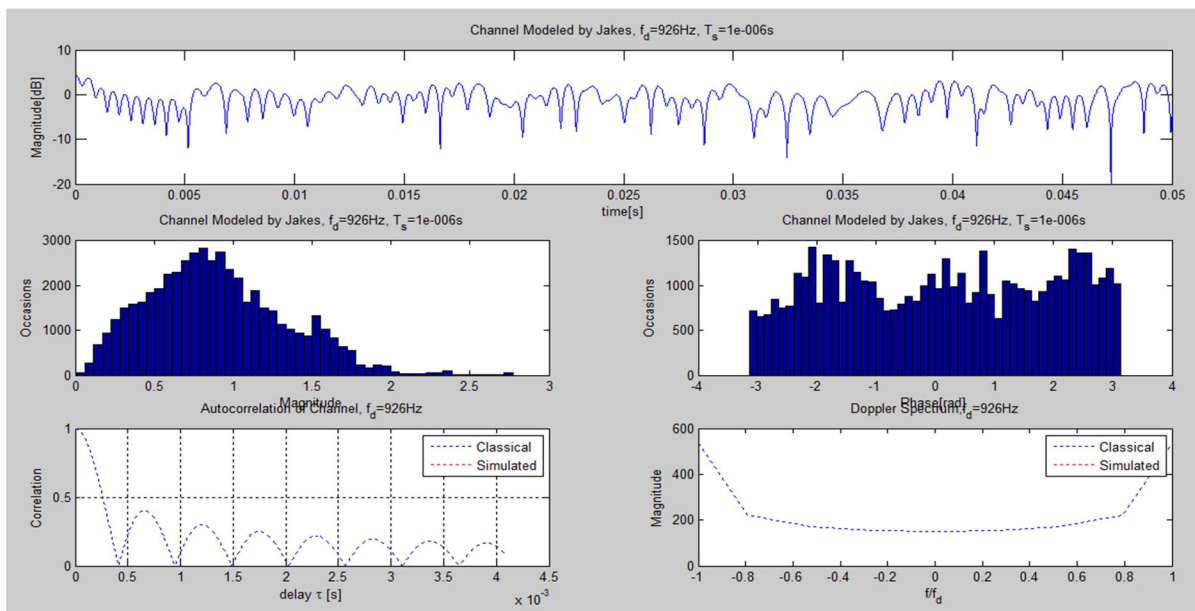 Channel Modeled by Jakes, f_d=926Hz, T_s=1e-006s
10
0
-10
-20
Magnitude[dB]
0 0.005 0.01 0.015 0.02 0.025 0.03 0.035 0.04 0.045 0.05
time[s]
Channel Modeled by Jakes, f_d=926Hz, T_s=1e-006s
3000
2000
1000
0
Occasions
0 0.5 1 1.5 2 2.5 3
Magnitude
Channel Modeled by Jakes, f_d=926Hz, T_s=1e-006s
1500
1000
500
0
Occasions
-4 -3 -2 -1 0 1 2 3 4
Phase[rad]
Autocorrelation of Channel, f_d=926Hz
1
0.5
0
Correlation
Classical
Simulated
0 0.5 1 1.5 2 2.5 3 3.5 4 4.5
delay τ [s]
x 10^-3
Doppler Spectrum,f_d=926Hz
600
400
200
0
Magnitude
Classical
Simulated
-1 -0.8 -0.6 -0.4 -0.2 0 0.2 0.4 0.6 0.8 1
f/f_d